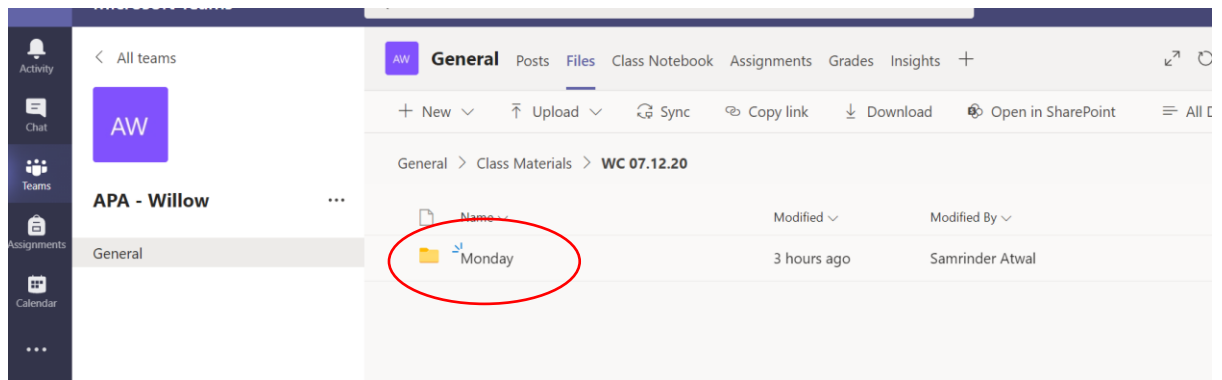 Activity
Chat
Teams
Assignments
Calendar
All teams
AW
APA - Willow
General
AW General Posts Files Class Notebook Assignments Grades Insights
New Upload Sync Copy link Download Open in SharePoint All D
General > Class Materials > WC 07.12.20
Name Modified Modified By
Monday 3 hours ago Samrinder Atwal